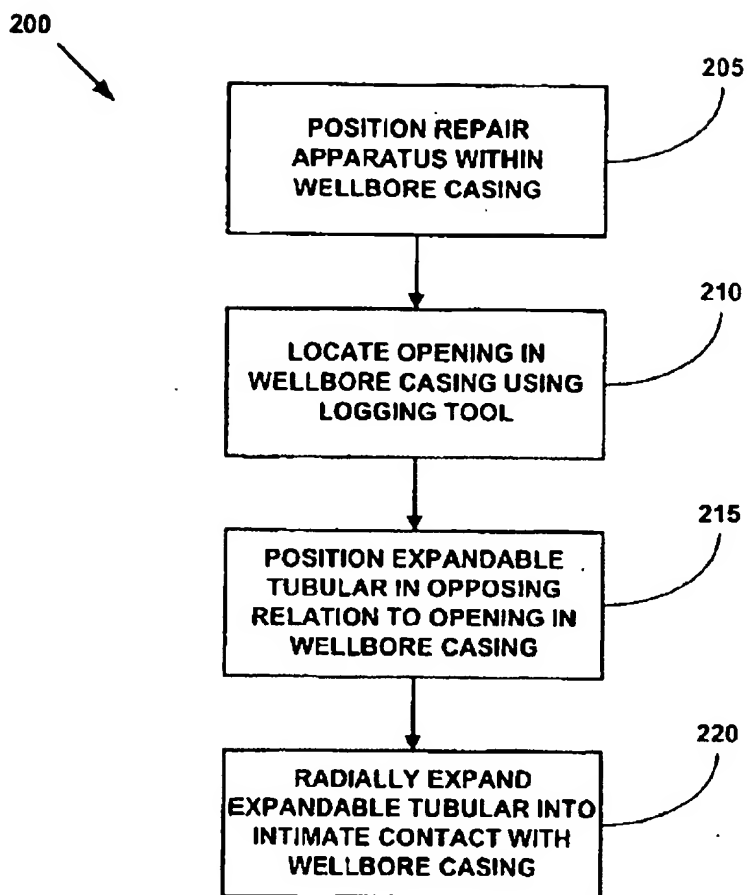 200
205
POSITION REPAIR
APPARATUS WITHIN
WELLBORE CASING
210
LOCATE OPENING IN
WELLBORE CASING USING
LOGGING TOOL
215
POSITION EXPANDABLE
TUBULAR IN OPPOSING
RELATION TO OPENING IN
WELLBORE CASING
220
RADIALLY EXPAND
EXPANDABLE TUBULAR INTO
INTIMATE CONTACT WITH
WELLBORE CASING